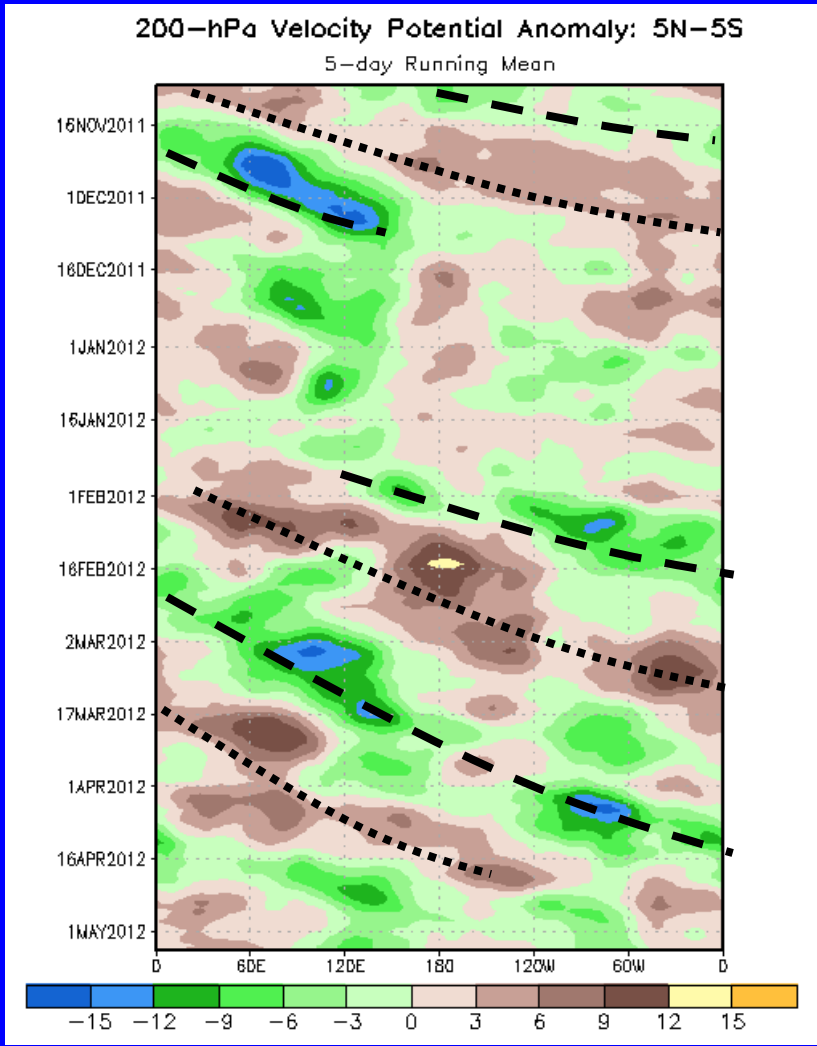 200-hPa Velocity Potential Anomaly: 5N-5S
5-day Running Mean
16NOV2011
1DEC2011
16DEC2011
1JAN2012
15JAN2012
1FEB2012
16FEB2012
2MAR2012
17MAR2012
1APR2012
16APR2012
1MAY2012
0 60E 120E 180 120W 60W 0
-15 -12 -9 -6 -3 0 3 6 9 12 15